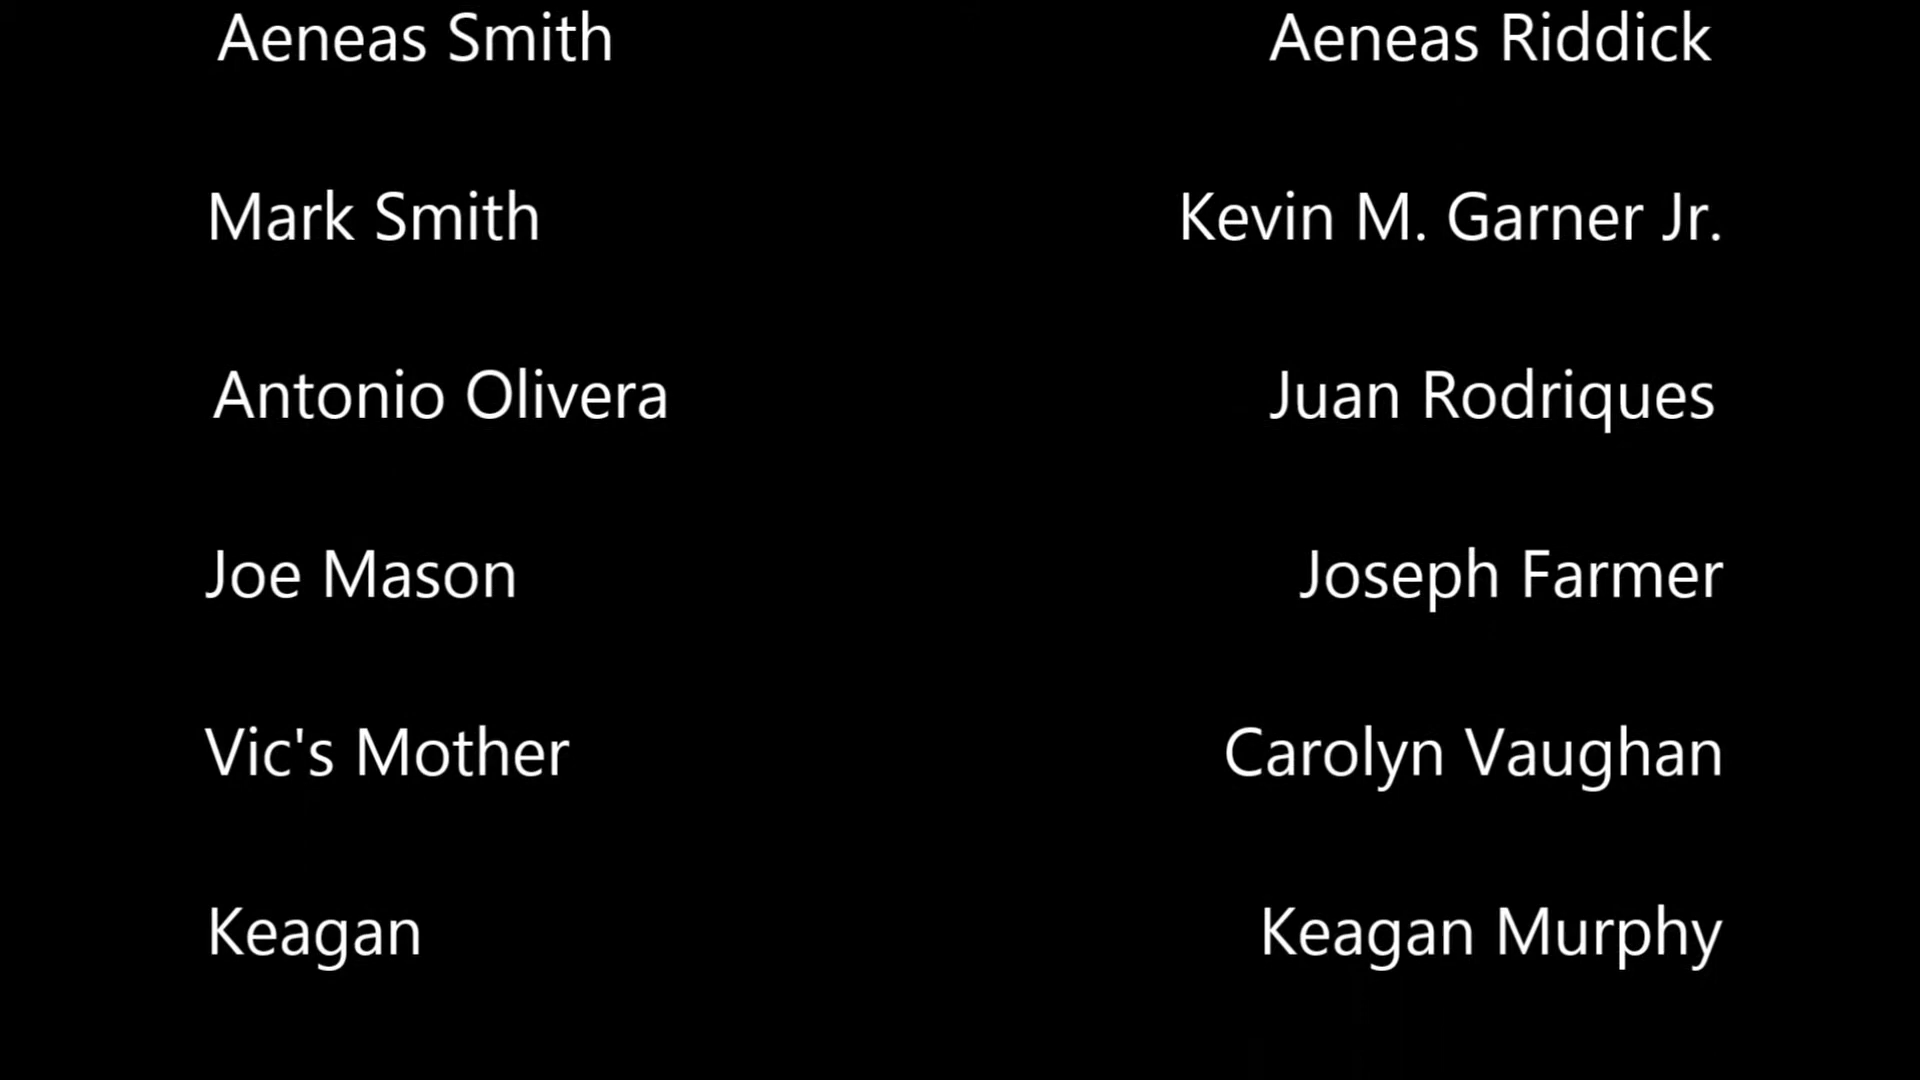 Aeneas Smith Aeneas Riddick
Mark Smith Kevin M. Garner Jr.
Antonio Olivera Juan Rodriques
Joe Mason Joseph Farmer
Vic's Mother Carolyn Vaughan
Keagan Keagan Murphy